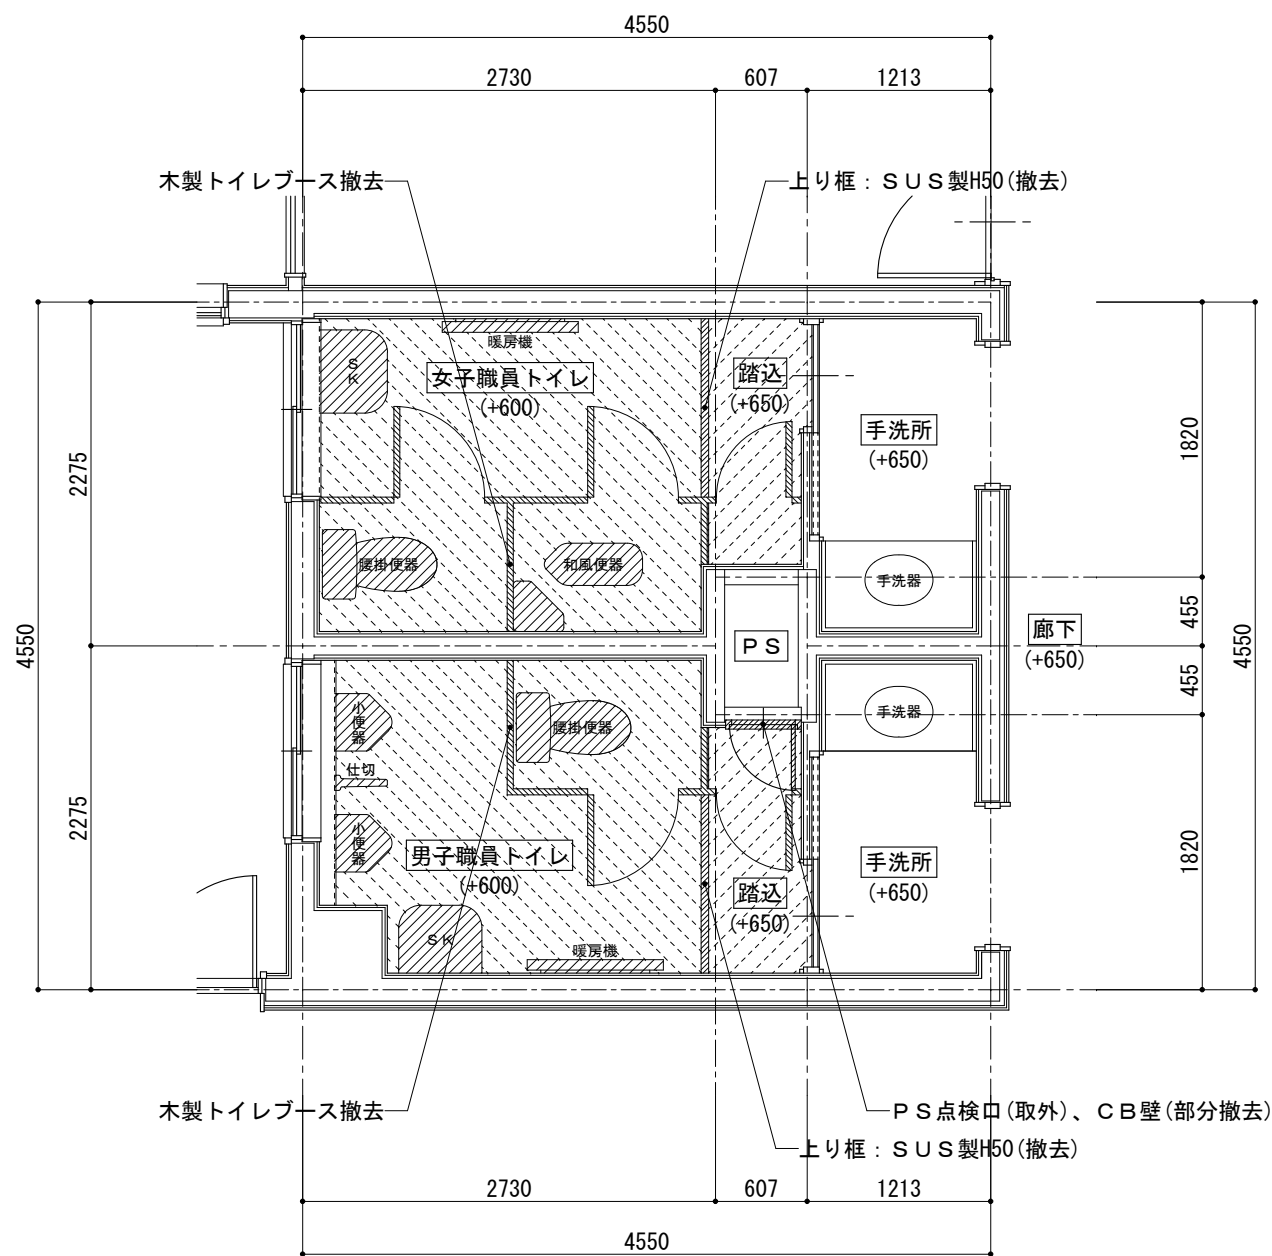 4550
2730
607
1213
木製トイレブース撤去
上り框：ＳＵＳ製H50(撤去)
暖房機
SK
女子職員トイレ
(+600)
踏込
(+650)
手洗所
(+650)
2275
1820
腰掛便器
和風便器
手洗器
455
4550
ＰＳ
廊下
(+650)
4550
455
小便器
腰掛便器
手洗器
仕切
2275
小便器
男子職員トイレ
(+600)
踏込
(+650)
手洗所
(+650)
1820
ＳＫ
暖房機
木製トイレブース撤去
ＰＳ点検口(取外)、ＣＢ壁(部分撤去)
上り框：ＳＵＳ製H50(撤去)
2730
607
1213
4550